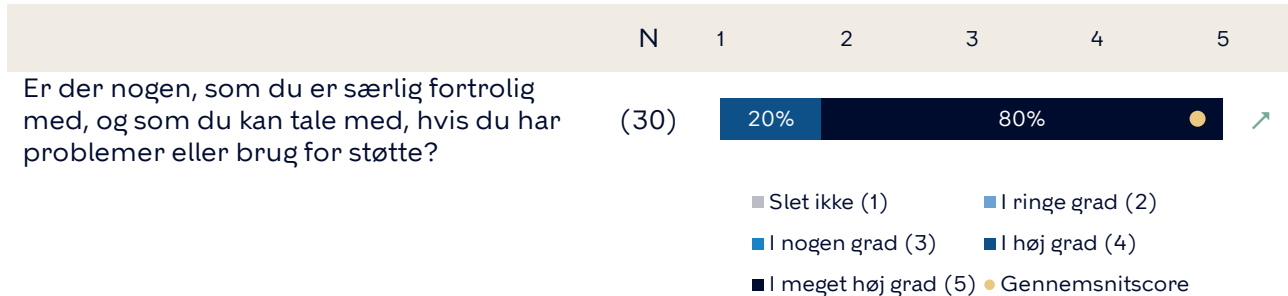 N 1 2 3 4 5
Er der nogen, som du er særlig fortrolig
med, og som du kan tale med, hvis du har
problemer eller brug for støtte?
(30) 20% 80%
Slet ikke (1) I ringe grad (2)
I nogen grad (3) I høj grad (4)
I meget høj grad (5) Gennemsnitscore